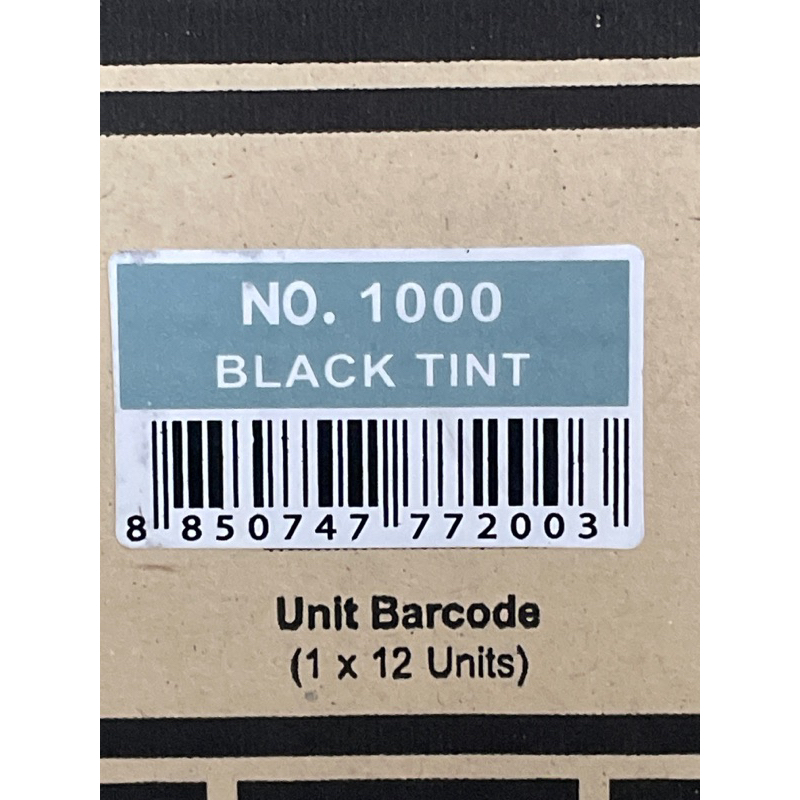 NO. 1000
BLACK TINT
8 850747 772003
Unit Barcode
(1 x 12 Units)